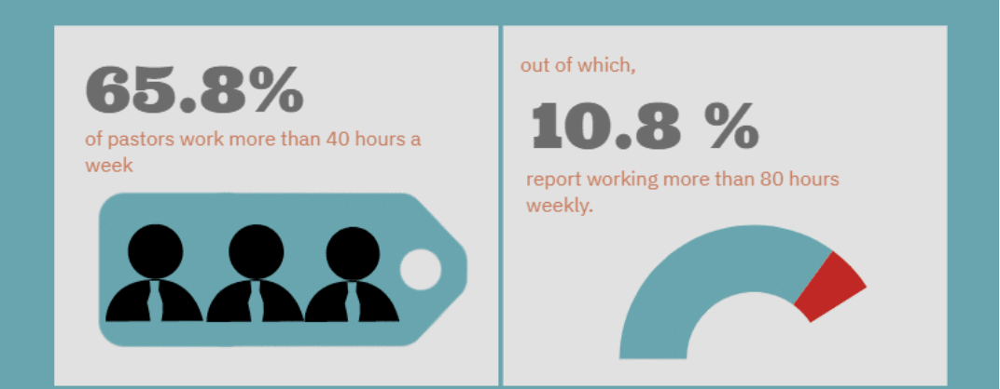 65.8%
of pastors work more than 40 hours a
week
out of which,
10.8 %
report working more than 80 hours
weekly.